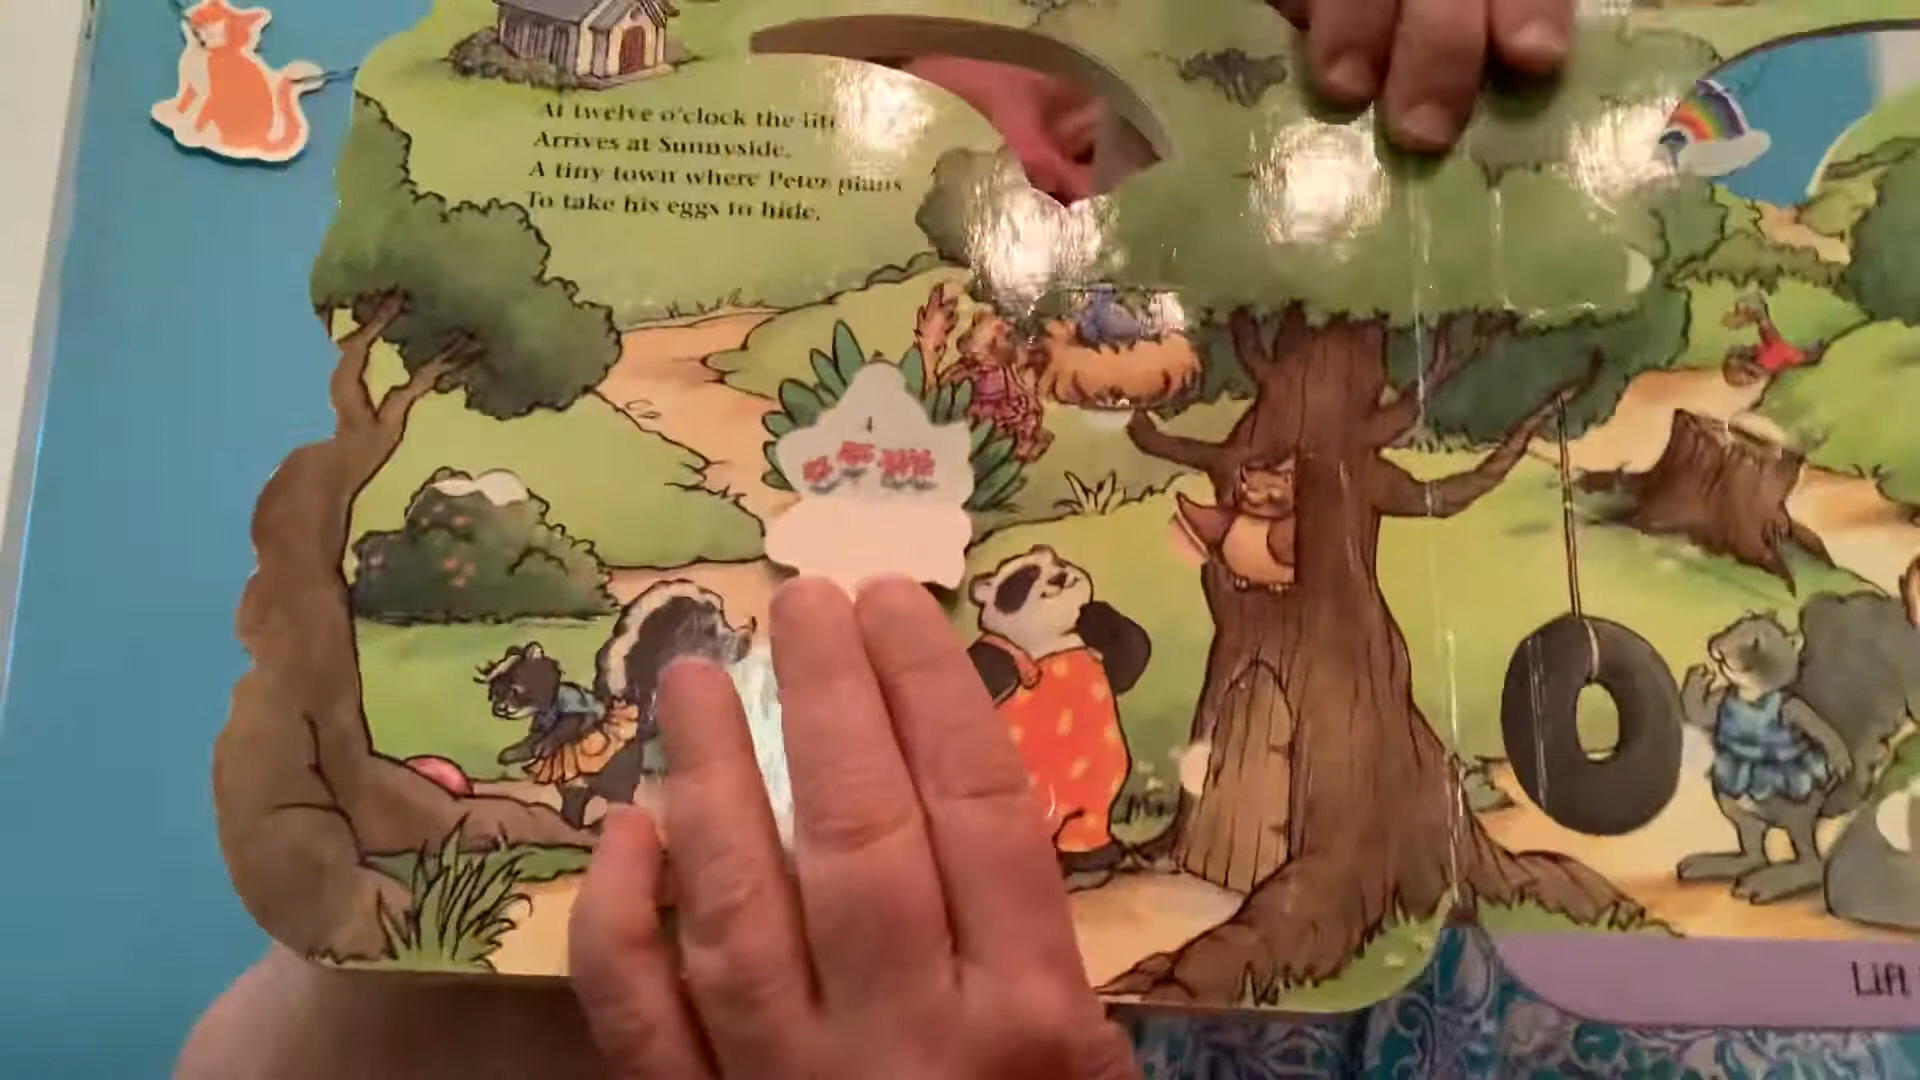 At twelve o'clock the
Arrives at Sunnyside.
A tiny town where Peter plans
To take his eggs to hide.
4
Lift